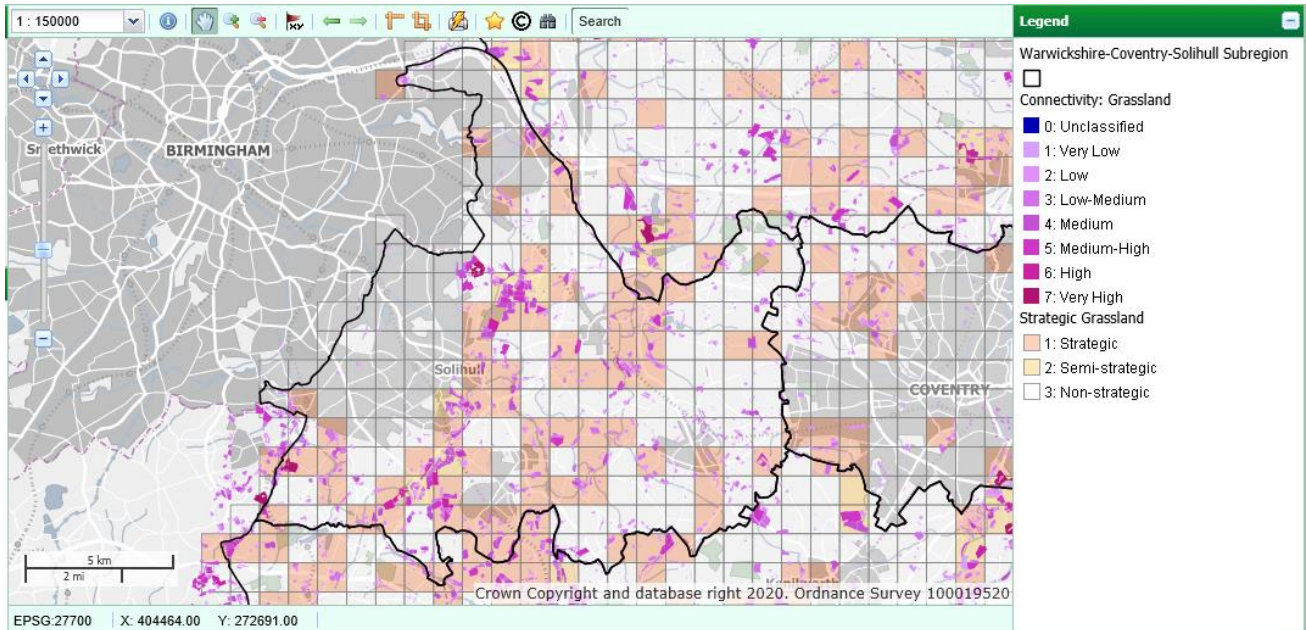 1 : 150000
Search
Legend
Warwickshire-Coventry-Solihull Subregion
Connectivity: Grassland
0: Unclassified
1: Very Low
2: Low
3: Low-Medium
4: Medium
5: Medium-High
6: High
7: Very High
Strategic Grassland
1: Strategic
2: Semi-strategic
3: Non-strategic
Smethwick
BIRMINGHAM
Solihull
COVENTRY
Kenilworth
5 km
2 mi
Crown Copyright and database right 2020. Ordnance Survey 100019520
EPSG:27700 X: 404464.00 Y: 272691.00